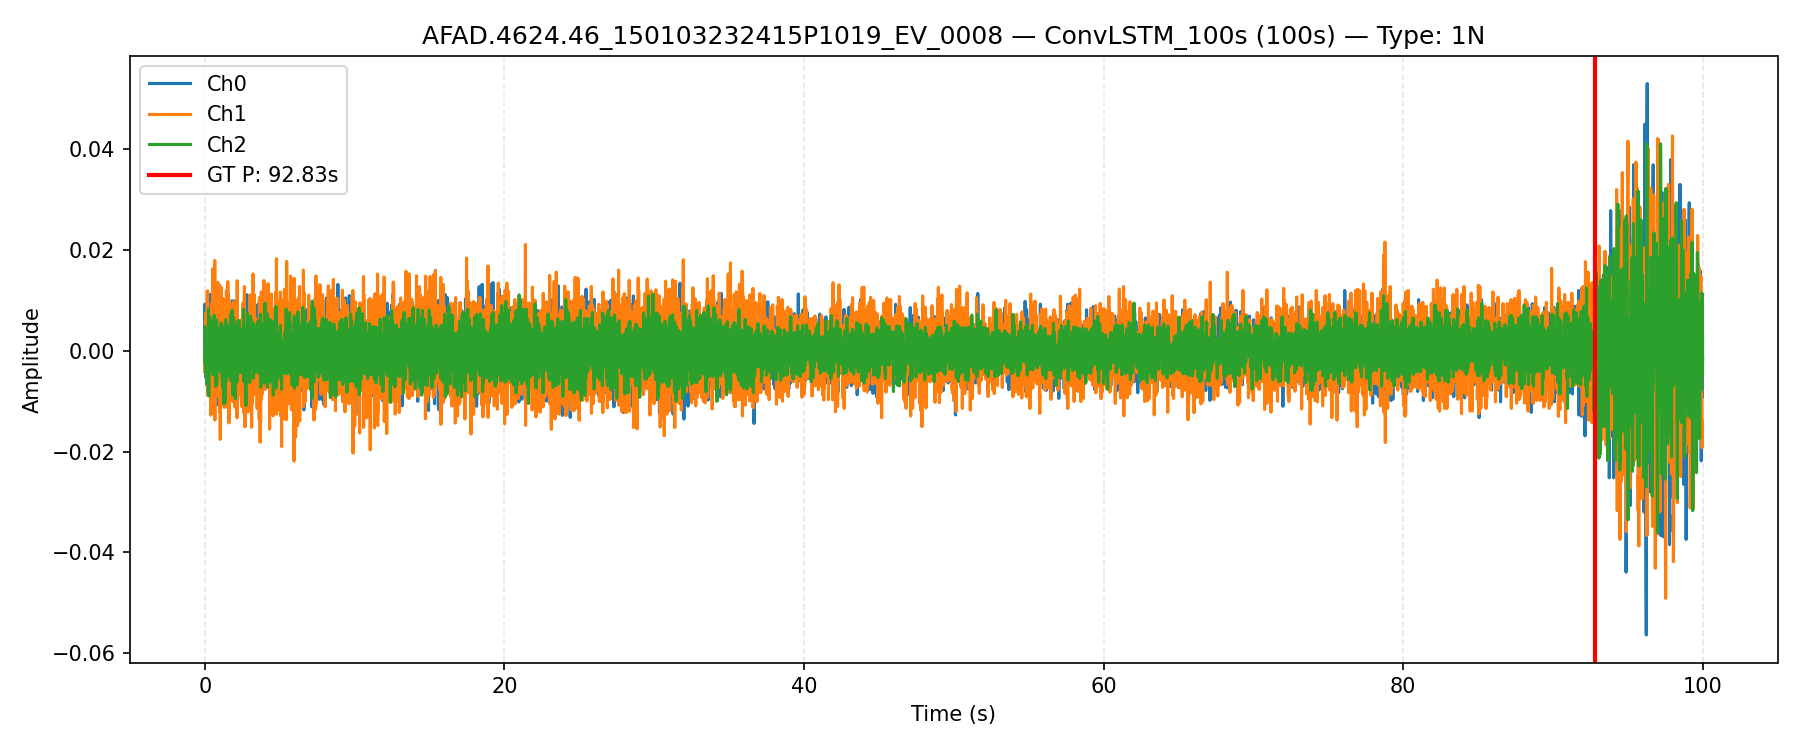 AFAD.4624.46_150103232415P1019_EV_0008 — ConvLSTM_100s (100s) — Type: 1N
Ch0
Ch1
Ch2
GT P: 92.83s
0.04
0.02
0.00
−0.02
−0.04
−0.06
Amplitude
0 20 40 60 80 100
Time (s)